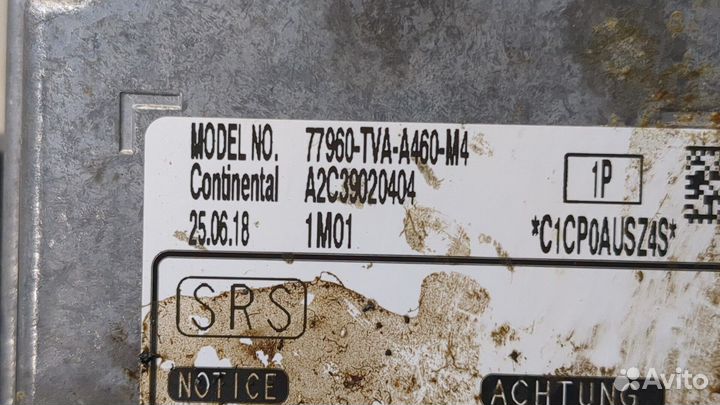 MODEL NO. 77960-TVA-A460-M4
Continental A2C39020404
25.06.18 1M01
1P
*C1CP0AUSZ4S*
SRS
NOTICE
ACHTUNG
Avito